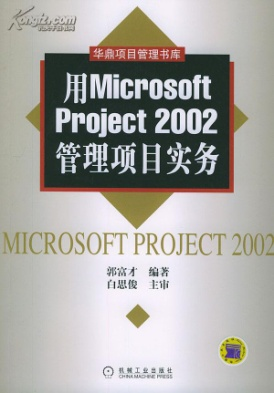 Kongfz.com
华鼎项目管理书库
用Microsoft
Project 2002
管理项目实务
MICROSOFT PROJECT 2002
郭富才 编著
白思俊 主审
机械工业出版社
CHINA MACHINE PRESS